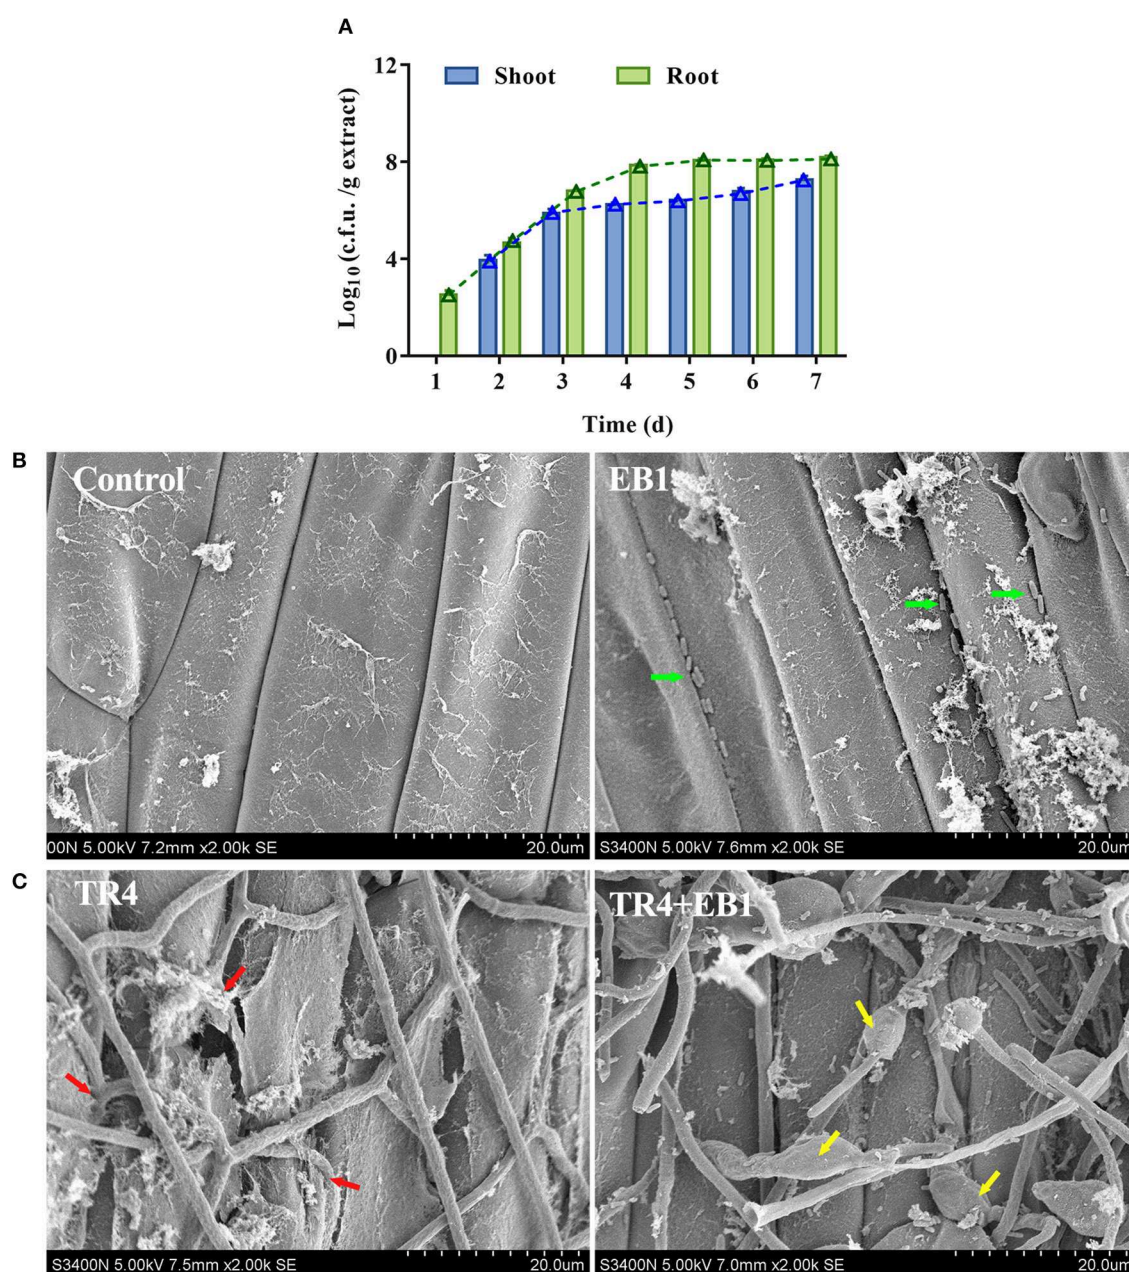 A
Log10 (c.f.u. /g extract)
12
8
4
0
Shoot
Root
1 2 3 4 5 6 7
Time (d)
B
Control
EB1
00N 5.00kV 7.2mm x2.00k SE
20.0um
S3400N 5.00kV 7.6mm x2.00k SE
20.0um
C
TR4
TR4+EB1
S3400N 5.00kV 7.5mm x2.00k SE
20.0um
S3400N 5.00kV 7.0mm x2.00k SE
20.0um